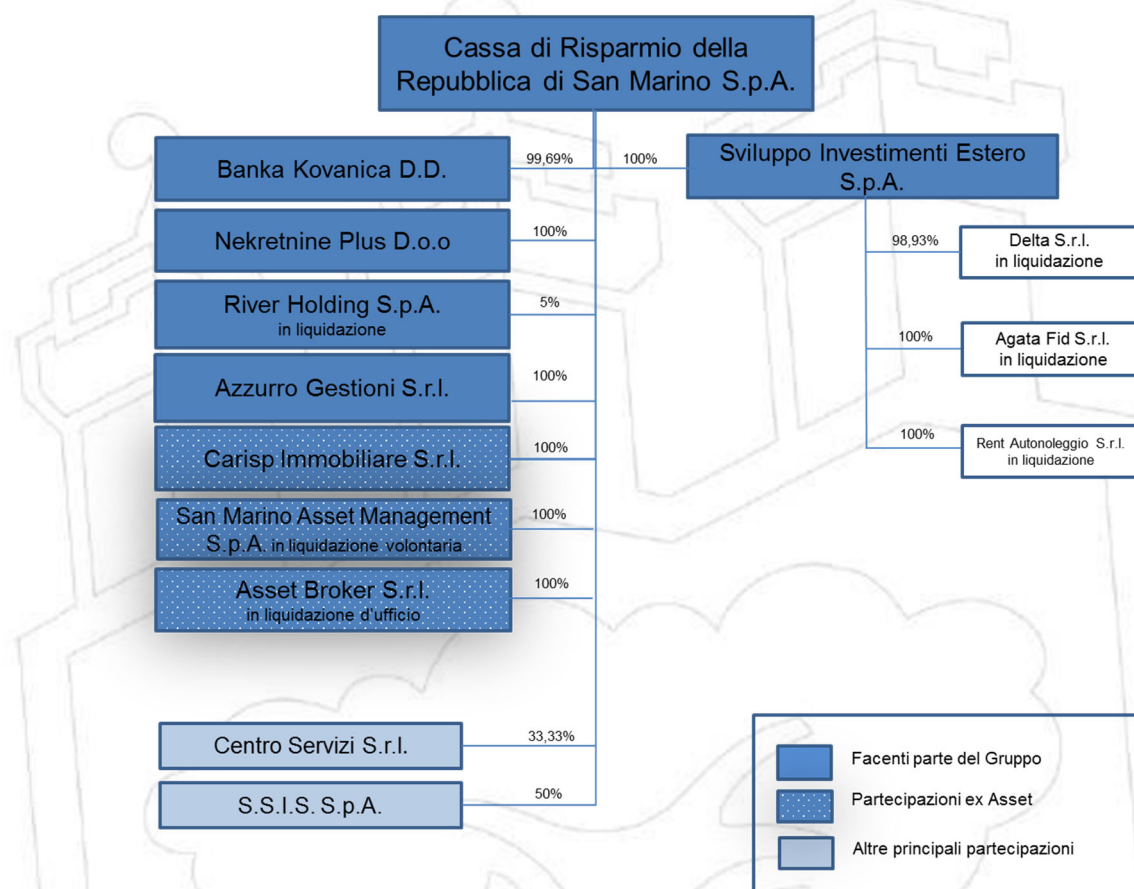 Cassa di Risparmio della
Repubblica di San Marino S.p.A.
Banka Kovanica D.D.
99,69%
100%
Sviluppo Investimenti Estero
S.p.A.
Nekretnine Plus D.o.o
100%
98,93%
Delta S.r.l.
in liquidazione
River Holding S.p.A.
in liquidazione
5%
100%
Agata Fid S.r.l.
in liquidazione
Azzurro Gestioni S.r.l.
100%
Carisp Immobiliare S.r.l.
100%
100%
Rent Autonoleggio S.r.l.
in liquidazione
San Marino Asset Management
S.p.A. in liquidazione volontaria
100%
Asset Broker S.r.l.
in liquidazione d'ufficio
100%
Centro Servizi S.r.l.
33,33%
S.S.I.S. S.p.A.
50%
Facenti parte del Gruppo
Partecipazioni ex Asset
Altre principali partecipazioni